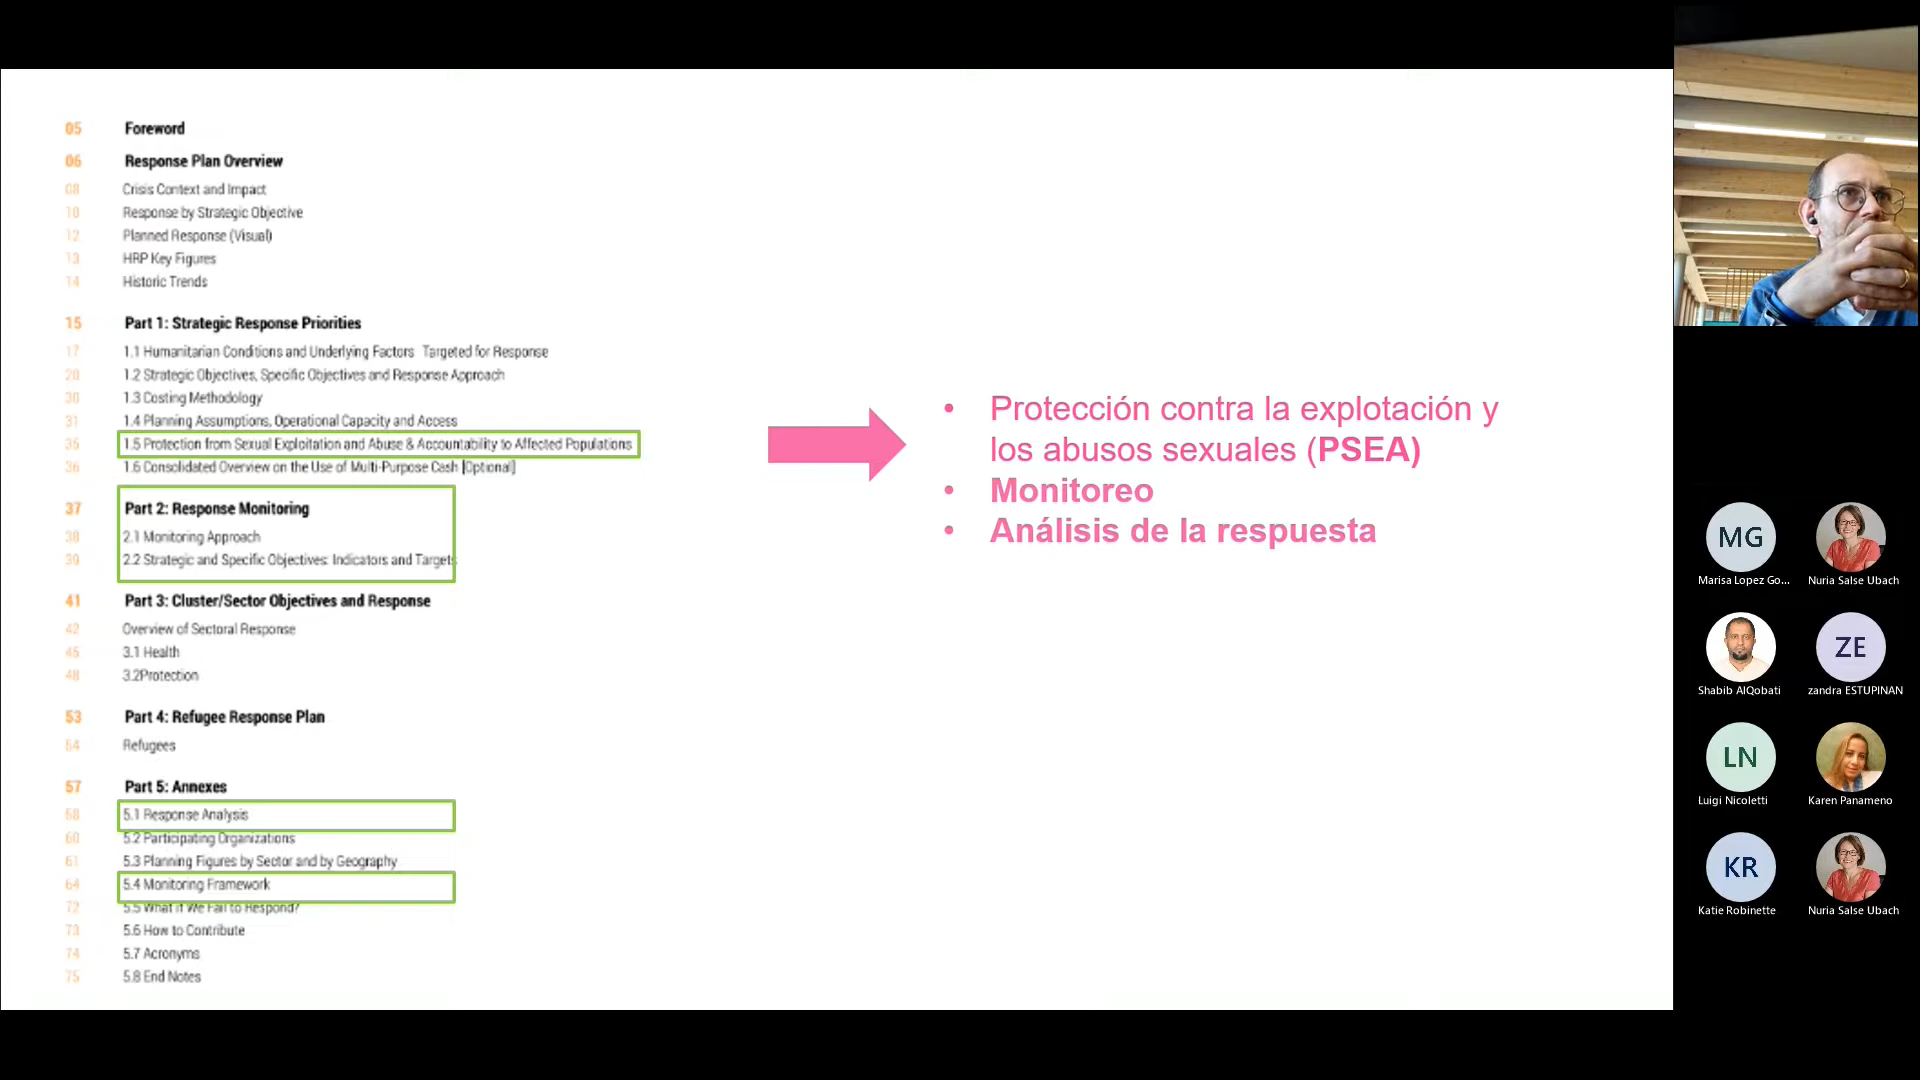 05 Foreword
06 Response Plan Overview
08 Crisis Context and Impact
10 Response by Strategic Objective
12 Planned Response (Visual)
13 HRP Key Figures
14 Historic Trends
15 Part 1: Strategic Response Priorities
17 1.1 Humanitarian Conditions and Underlying Factors Targeted for Response
20 1.2 Strategic Objectives, Specific Objectives and Response Approach
30 1.3 Costing Methodology
31 1.4 Planning Assumptions, Operational Capacity and Access
35 1.5 Protection from Sexual Exploitation and Abuse & Accountability to Affected Populations
36 1.6 Consolidated Overview on the Use of Multi-Purpose Cash [Optional]
37 Part 2: Response Monitoring
38 2.1 Monitoring Approach
39 2.2 Strategic and Specific Objectives: Indicators and Targets
41 Part 3: Cluster/Sector Objectives and Response
42 Overview of Sectoral Response
45 3.1 Health
48 3.2Protection
53 Part 4: Refugee Response Plan
54 Refugees
57 Part 5: Annexes
58 5.1 Response Analysis
60 5.2 Participating Organizations
61 5.3 Planning Figures by Sector and by Geography
64 5.4 Monitoring Framework
72 5.5 What if We Fail to Respond?
73 5.6 How to Contribute
74 5.7 Acronyms
75 5.8 End Notes
• Protección contra la explotación y
los abusos sexuales (PSEA)
• Monitoreo
• Análisis de la respuesta
MG
Marisa Lopez Go...
Nuria Salse Ubach
Shabib AlQobati
ZE
zandra ESTUPINAN
LN
Luigi Nicoletti
Karen Panameno
KR
Katie Robinette
Nuria Salse Ubach